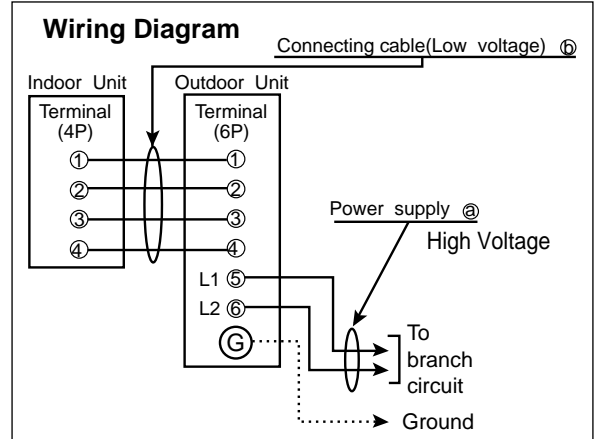 Wiring Diagram
Connecting cable(Low voltage) ⓑ
Indoor Unit
Outdoor Unit
Terminal
(4P)
Terminal
(6P)
① ①
② ②
③ ③
④ ④
Power supply ⓐ
High Voltage
L1 ⑤
L2 ⑥
G
To
branch
circuit
Ground